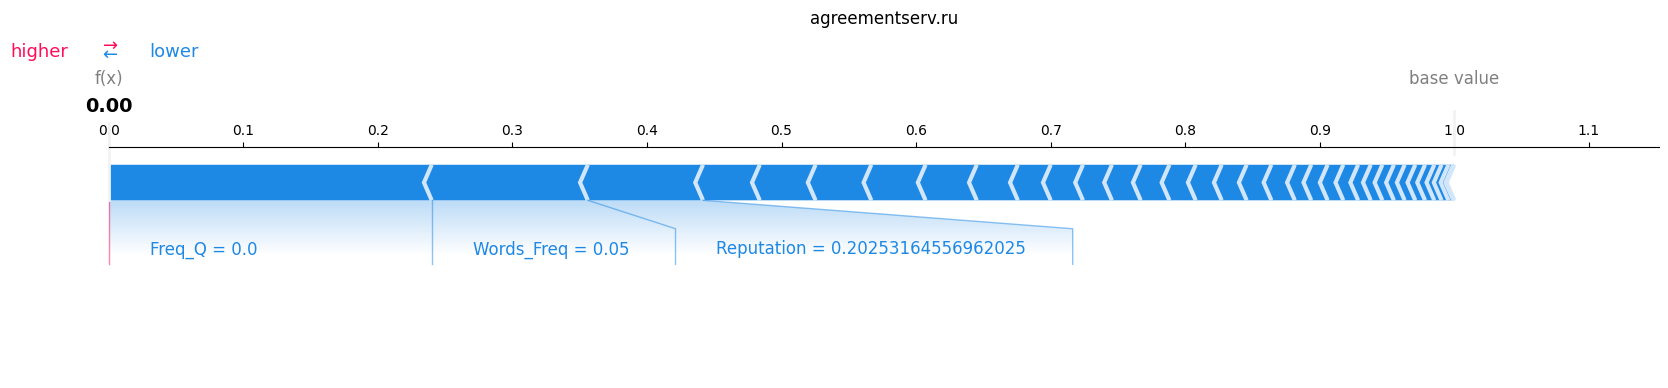 agreementserv.ru
higher ⇄ lower
f(x) base value
0.00
0.0 0.1 0.2 0.3 0.4 0.5 0.6 0.7 0.8 0.9 1.0 1.1
Freq_Q = 0.0 Words_Freq = 0.05 Reputation = 0.20253164556962025